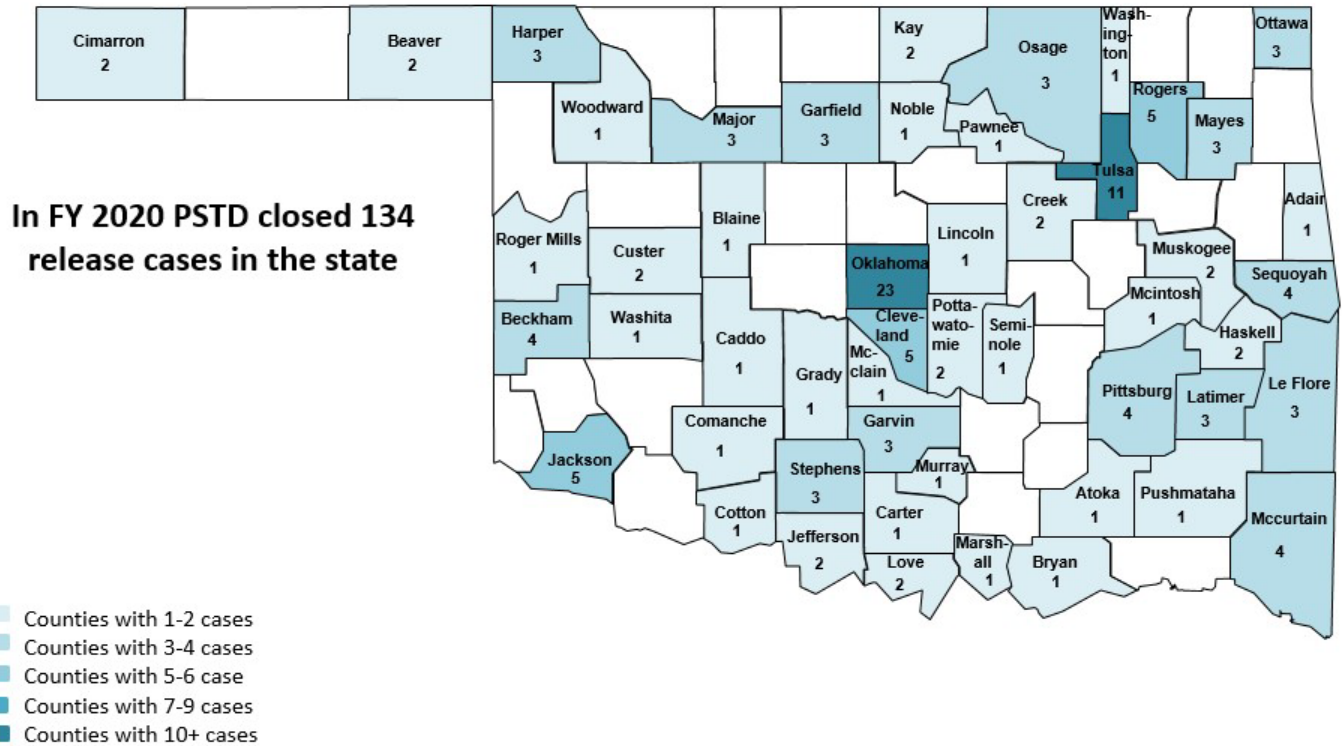 Cimarron
2
Beaver
2
Harper
3
Kay
2
Osage
3
Wash-
ing-
ton
1
Ottawa
3
Woodward
1
Major
3
Garfield
3
Noble
1
Pawnee
1
Rogers
5
Mayes
3
Tulsa
11
In FY 2020 PSTD closed 134
release cases in the state
Roger Mills
1
Custer
2
Blaine
1
Lincoln
1
Creek
2
Adair
1
Muskogee
2
Sequoyah
4
Oklahoma
23
Beckham
4
Washita
1
Caddo
1
Grady
1
Cleve-
land
5
Mc-
clain
1
Potta-
wato-
mie
2
Semi-
nole
1
Mcintosh
1
Haskell
2
Pittsburg
4
Latimer
3
Le Flore
3
Jackson
5
Comanche
1
Garvin
3
Stephens
3
Murray
1
Cotton
1
Carter
1
Atoka
1
Pushmataha
1
Mccurtain
4
Jefferson
2
Love
2
Marsh-
all
1
Bryan
1
Counties with 1-2 cases
Counties with 3-4 cases
Counties with 5-6 case
Counties with 7-9 cases
Counties with 10+ cases